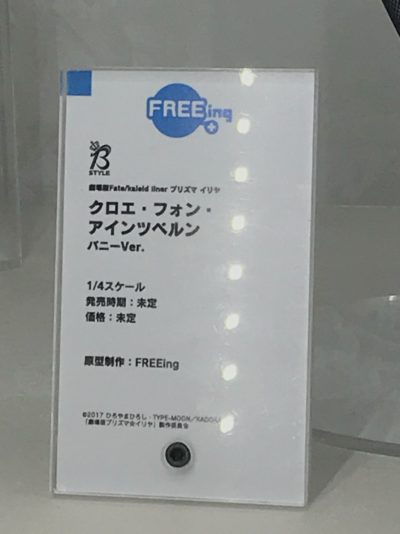 FREEing
B
STYLE
劇場版Fate/kaleid liner プリズマ イリヤ
クロエ・フォン・
アインツベルン
バニーVer.
1/4スケール
発売時期：未定
価格：未定
原型制作：FREEing
©2017 ひろやまひろし・TYPE-MOON／KADOKA
「劇場版プリズマ☆イリヤ」製作委員会